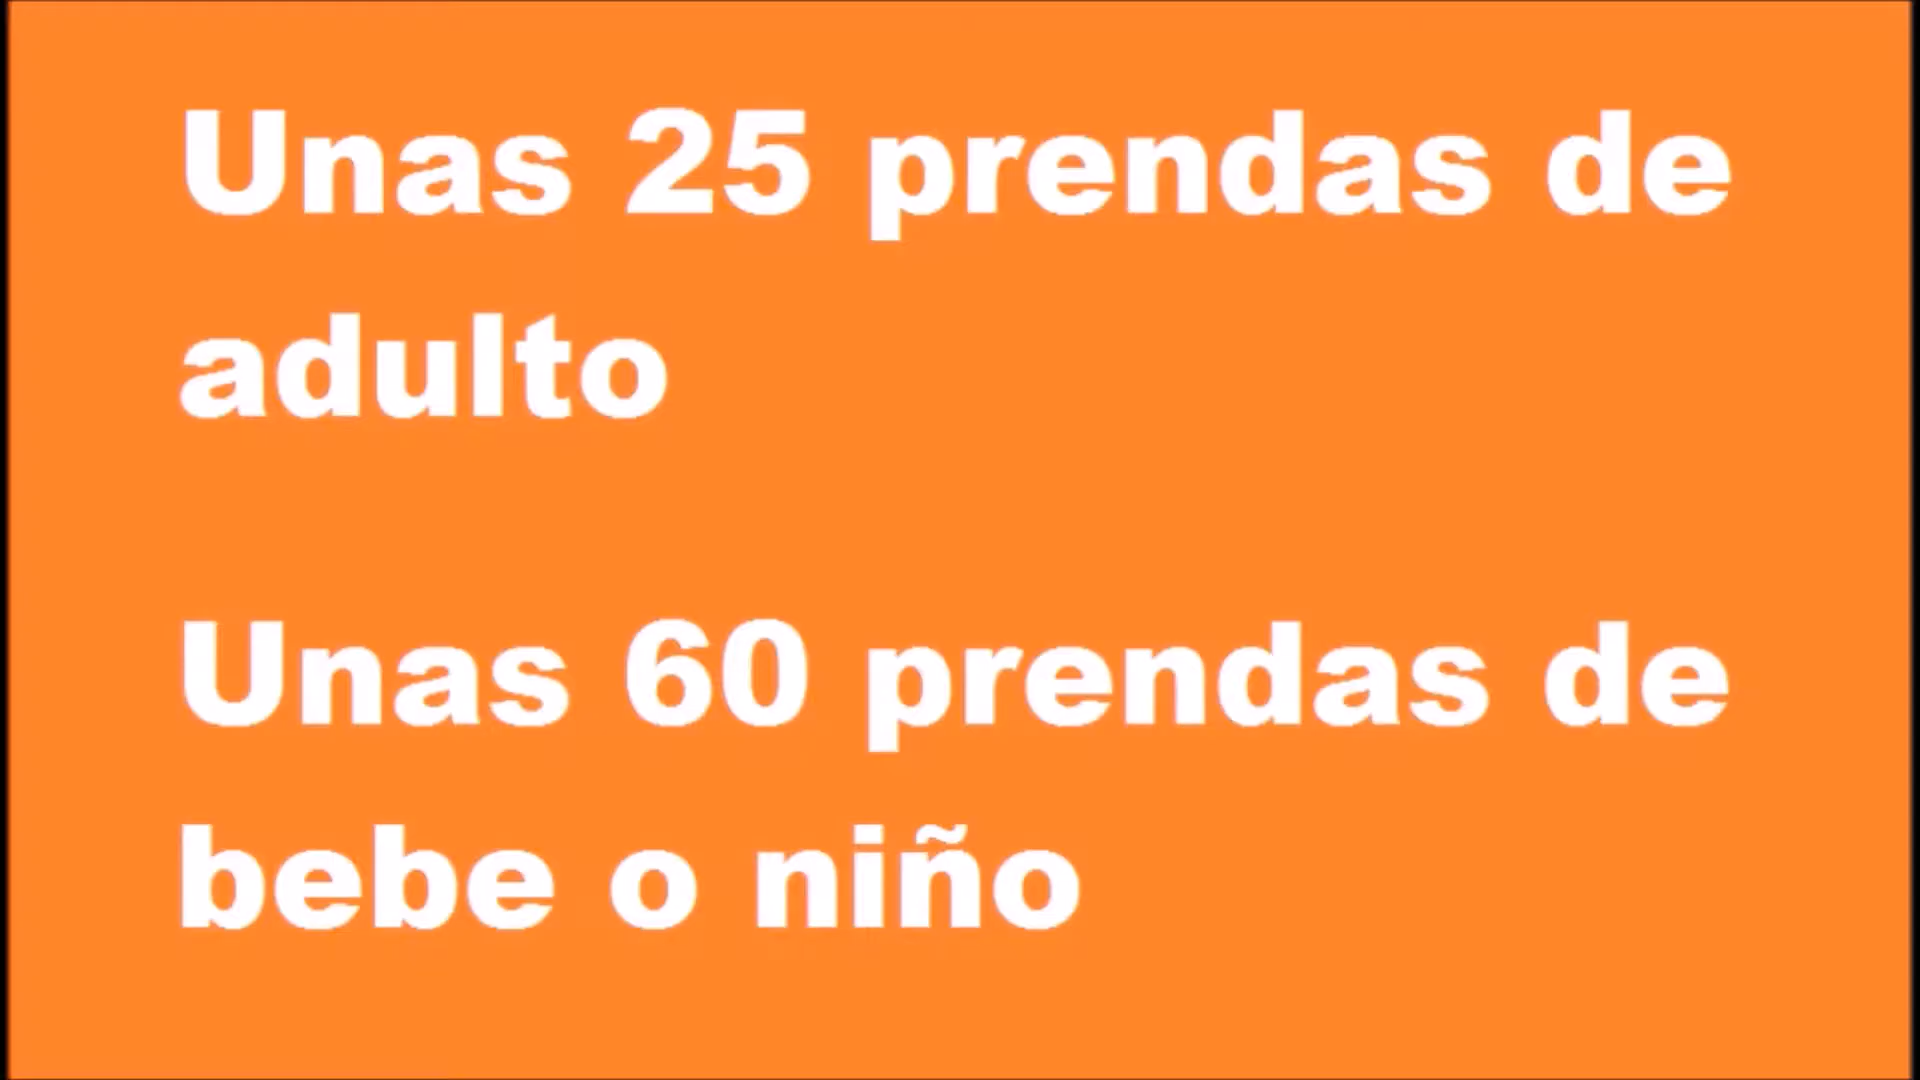 Unas 25 prendas de
adulto
Unas 60 prendas de
bebe o niño